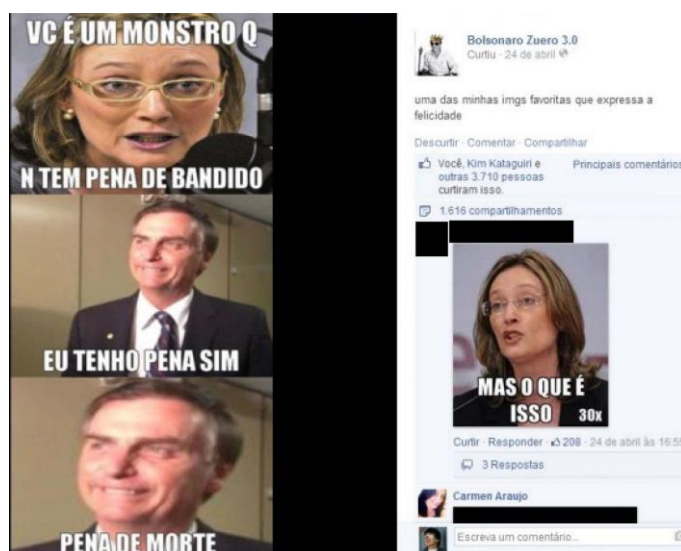 VC É UM MONSTRO Q
N TEM PENA DE BANDIDO
EU TENHO PENA SIM
PENA DE MORTE
Bolsonaro Zuero 3.0
Curtiu · 24 de abril
uma das minhas imgs favoritas que expressa a
felicidade
Descurtir · Comentar · Compartilhar
Você, Kim Kataguiri e
outras 3.710 pessoas
curtiram isso.
Principais comentários
1.616 compartilhamentos
MAS O QUE É
ISSO 30x
Curtir · Responder · 208 · 24 de abril às 16:5
3 Respostas
Carmen Araujo
Escreva um comentário...